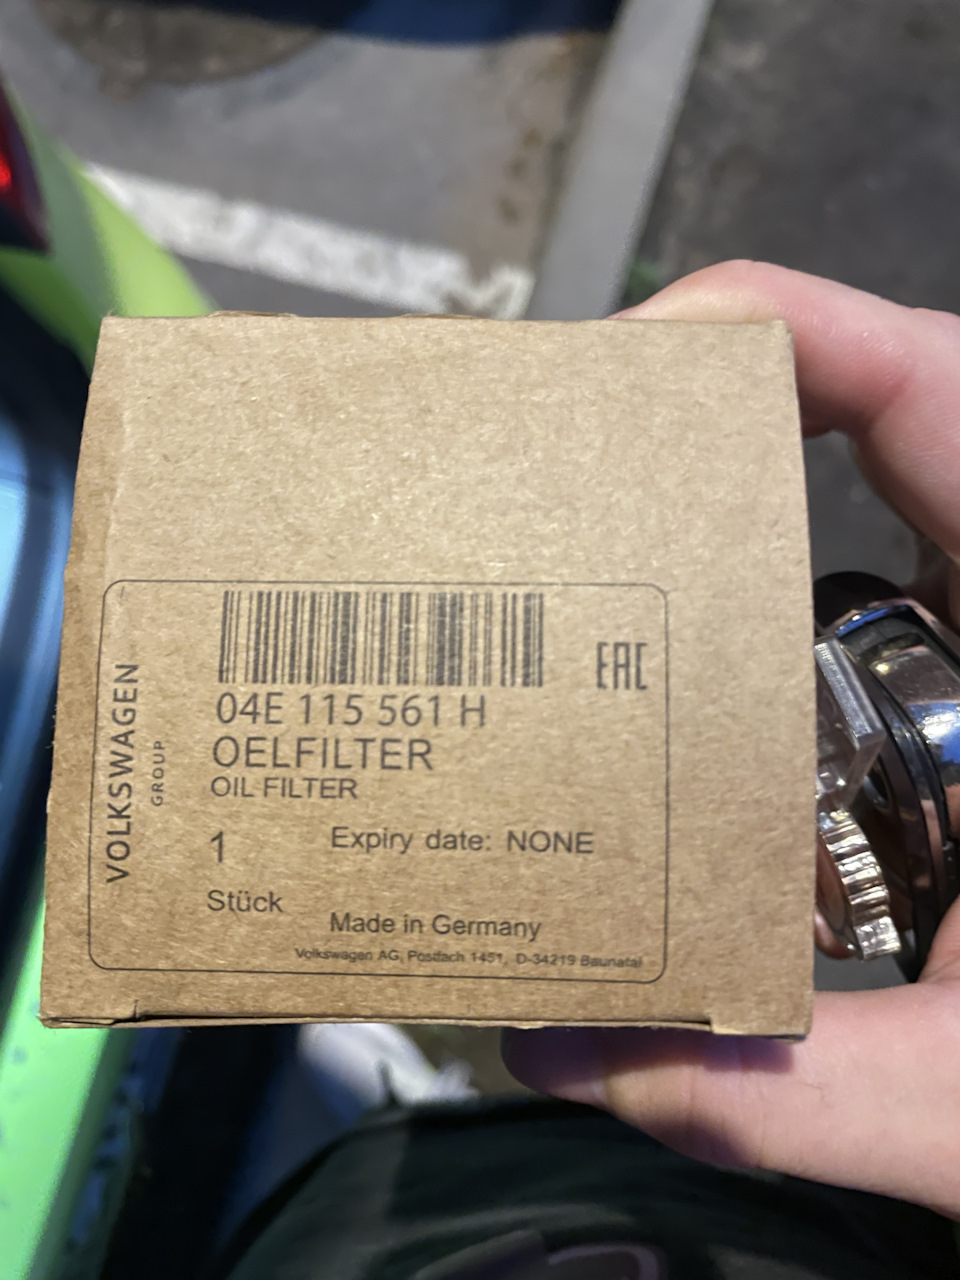 VOLKSWAGEN
GROUP
EAC
04E 115 561 H
OELFILTER
OIL FILTER
1
Expiry date: NONE
Stück
Made in Germany
Volkswagen AG, Postfach 1451, D-34219 Baunatal